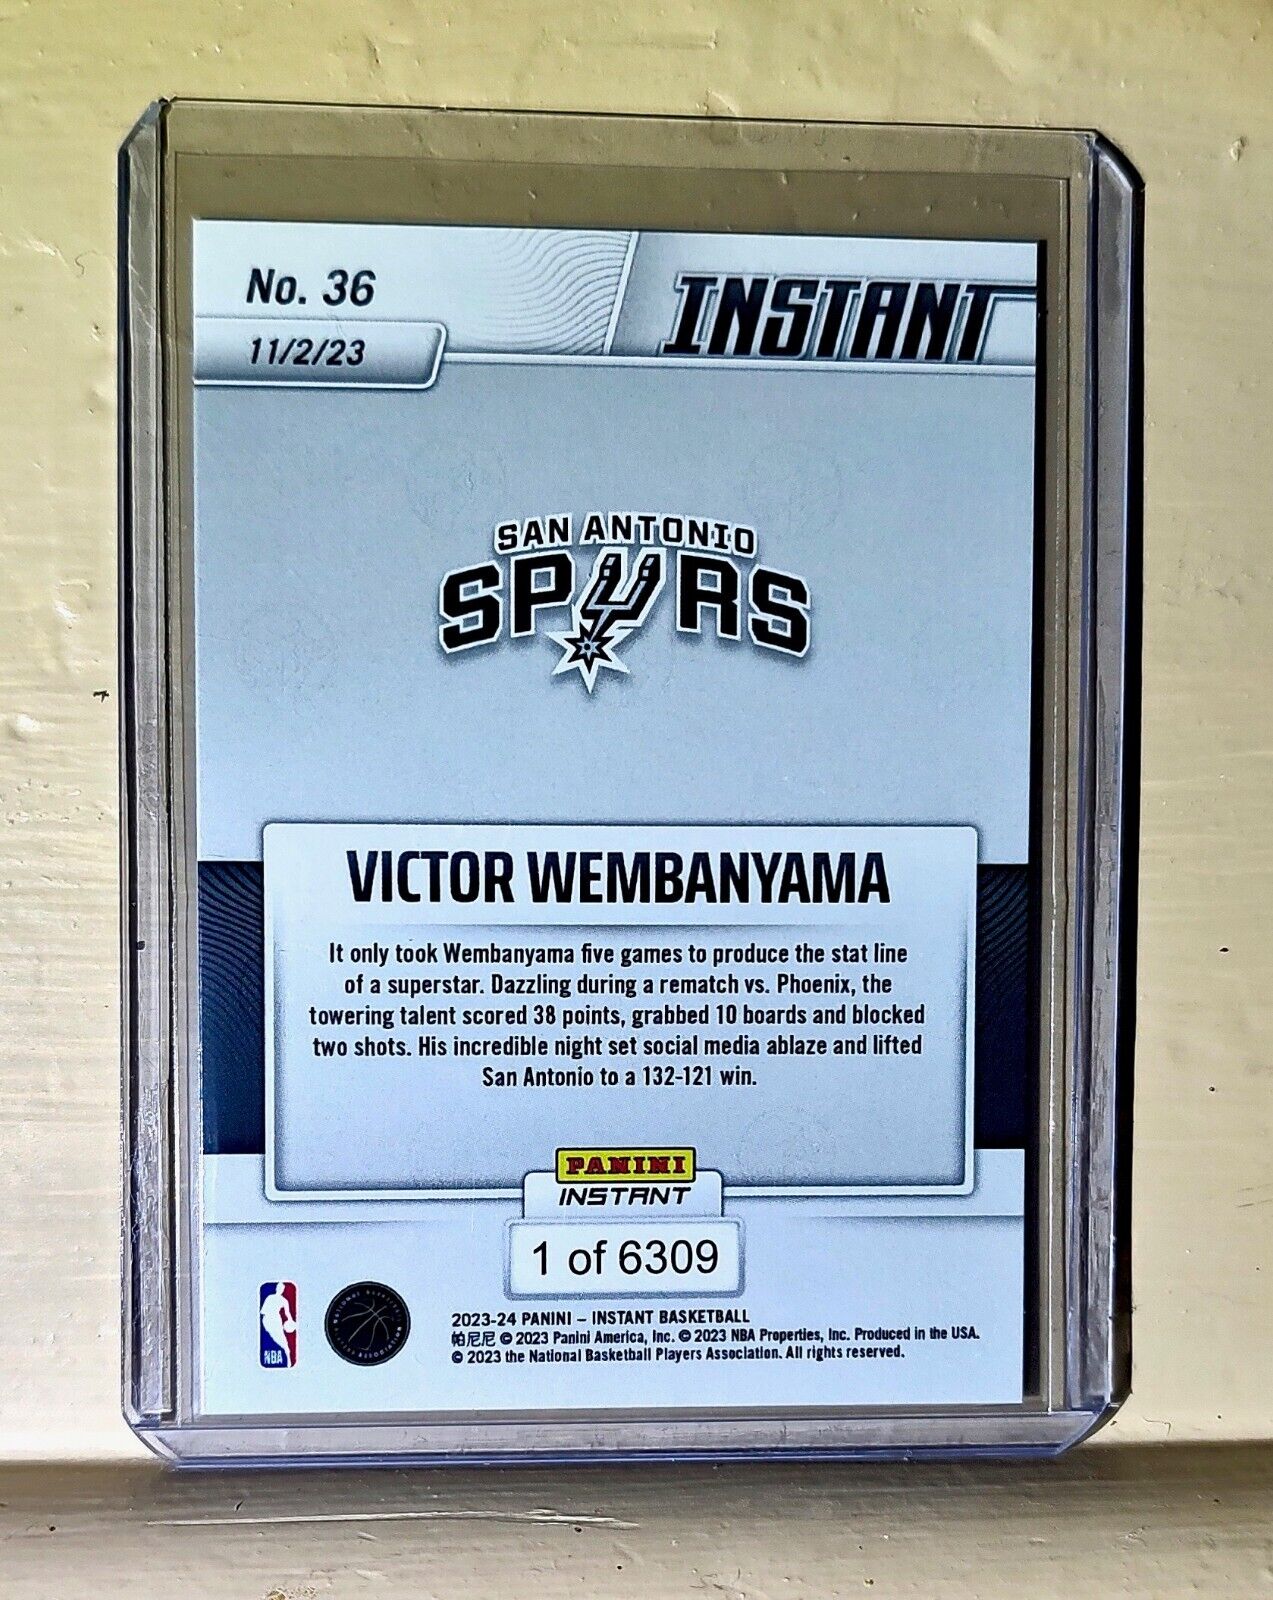 No. 36
INSTANT
11/2/23
SAN ANTONIO
SPURS
VICTOR WEMBANYAMA
It only took Wembanyama five games to produce the stat line
of a superstar. Dazzling during a rematch vs. Phoenix, the
towering talent scored 38 points, grabbed 10 boards and blocked
two shots. His incredible night set social media ablaze and lifted
San Antonio to a 132-121 win.
PANINI
INSTANT
1 of 6309
NBA
2023-24 PANINI – INSTANT BASKETBALL
帕尼尼 © 2023 Panini America, Inc. © 2023 NBA Properties, Inc. Produced in the USA.
© 2023 the National Basketball Players Association. All rights reserved.